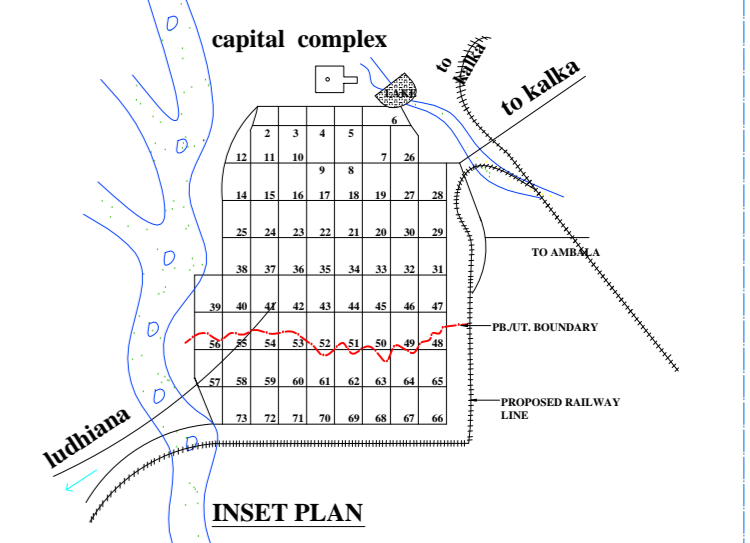 capital complex
to
kalka
LAKE
to kalka
6
2 3 4 5
12 11 10 7 26
9 8
14 15 16 17 18 19 27 28
25 24 23 22 21 20 30 29
TO AMBALA
38 37 36 35 34 33 32 31
39 40 41 42 43 44 45 46 47
PB./UT. BOUNDARY
56 55 54 53 52 51 50 49 48
57 58 59 60 61 62 63 64 65
PROPOSED RAILWAY
LINE
73 72 71 70 69 68 67 66
ludhiana
INSET PLAN